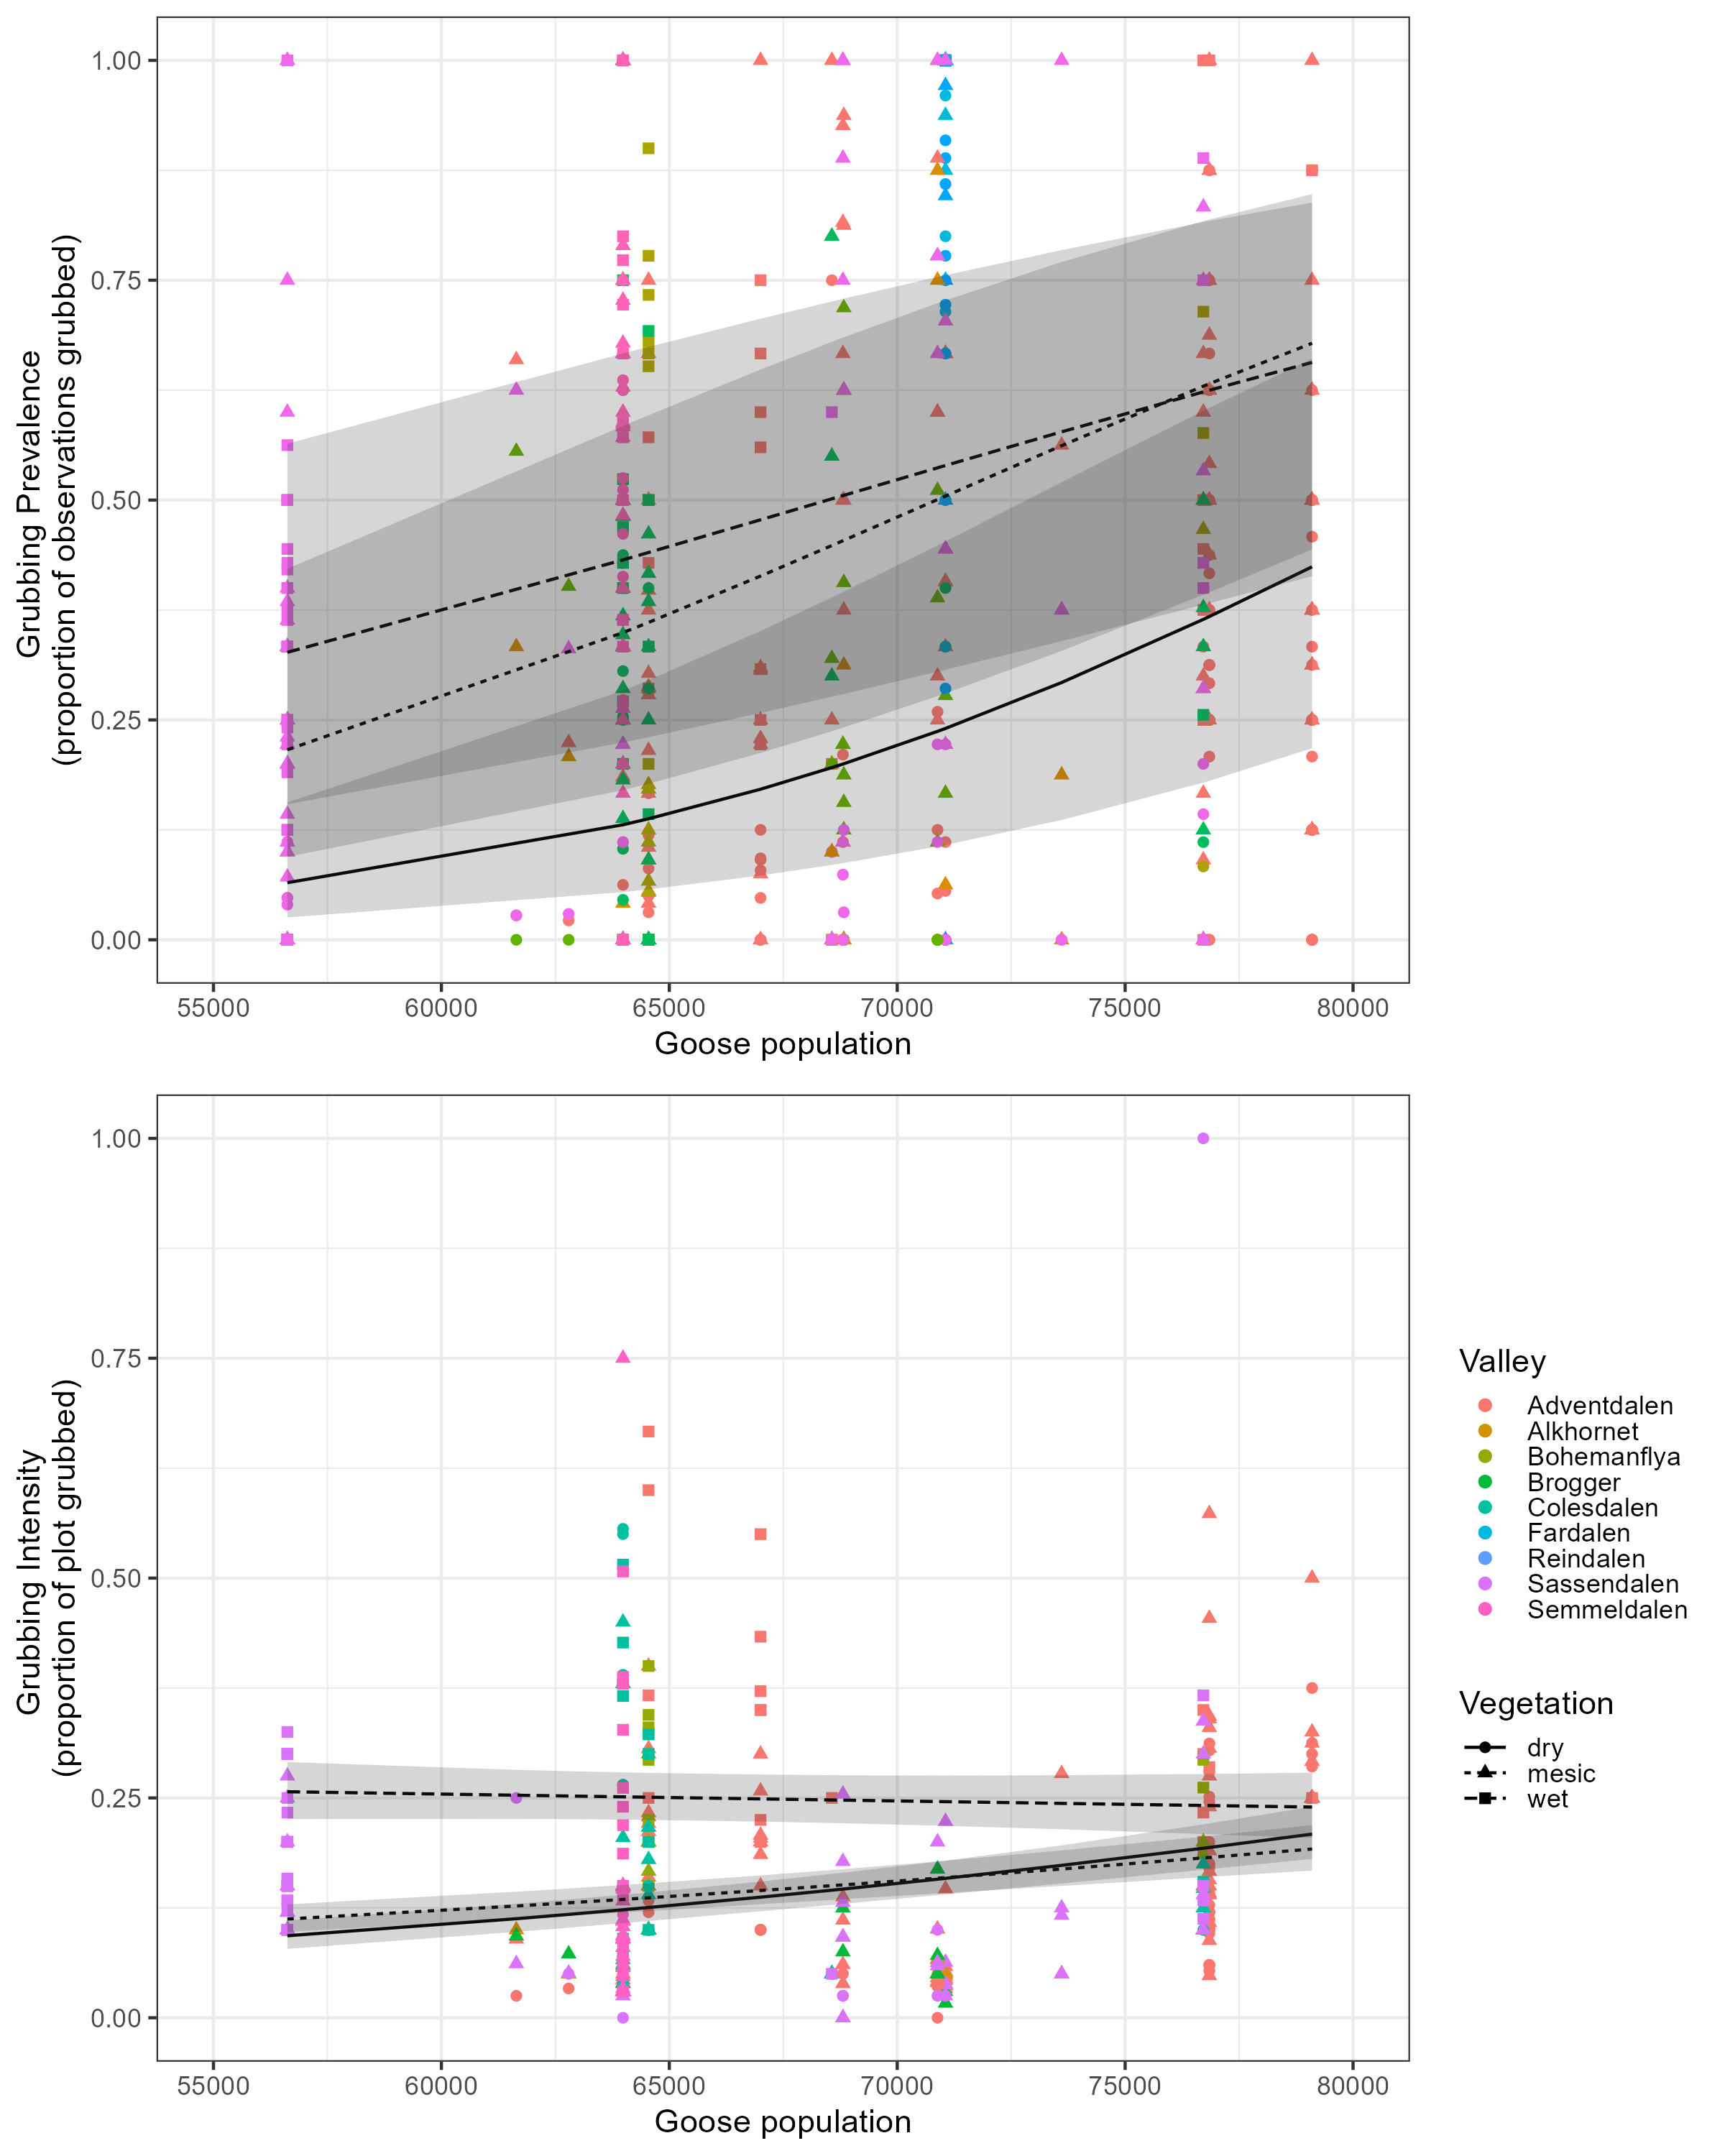 Grubbing Prevalence
(proportion of observations grubbed)
1.00
0.75
0.50
0.25
0.00
55000 60000 65000 70000 75000 80000
Goose population
Grubbing Intensity
(proportion of plot grubbed)
1.00
0.75
0.50
0.25
0.00
55000 60000 65000 70000 75000 80000
Goose population
Valley
Adventdalen
Alkhornet
Bohemanflya
Brogger
Colesdalen
Fardalen
Reindalen
Sassendalen
Semmeldalen
Vegetation
dry
mesic
wet